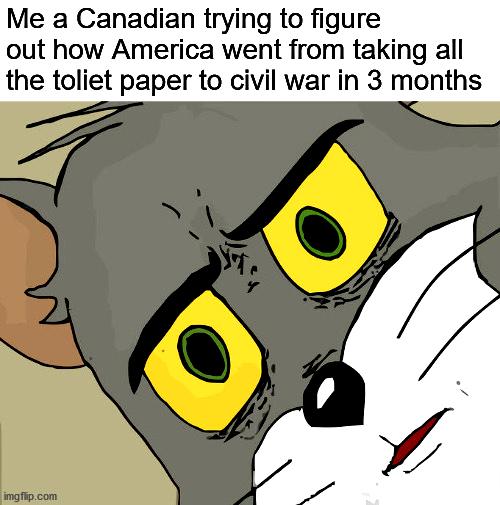 Me a Canadian trying to figure
out how America went from taking all
the toliet paper to civil war in 3 months
imgflip.com